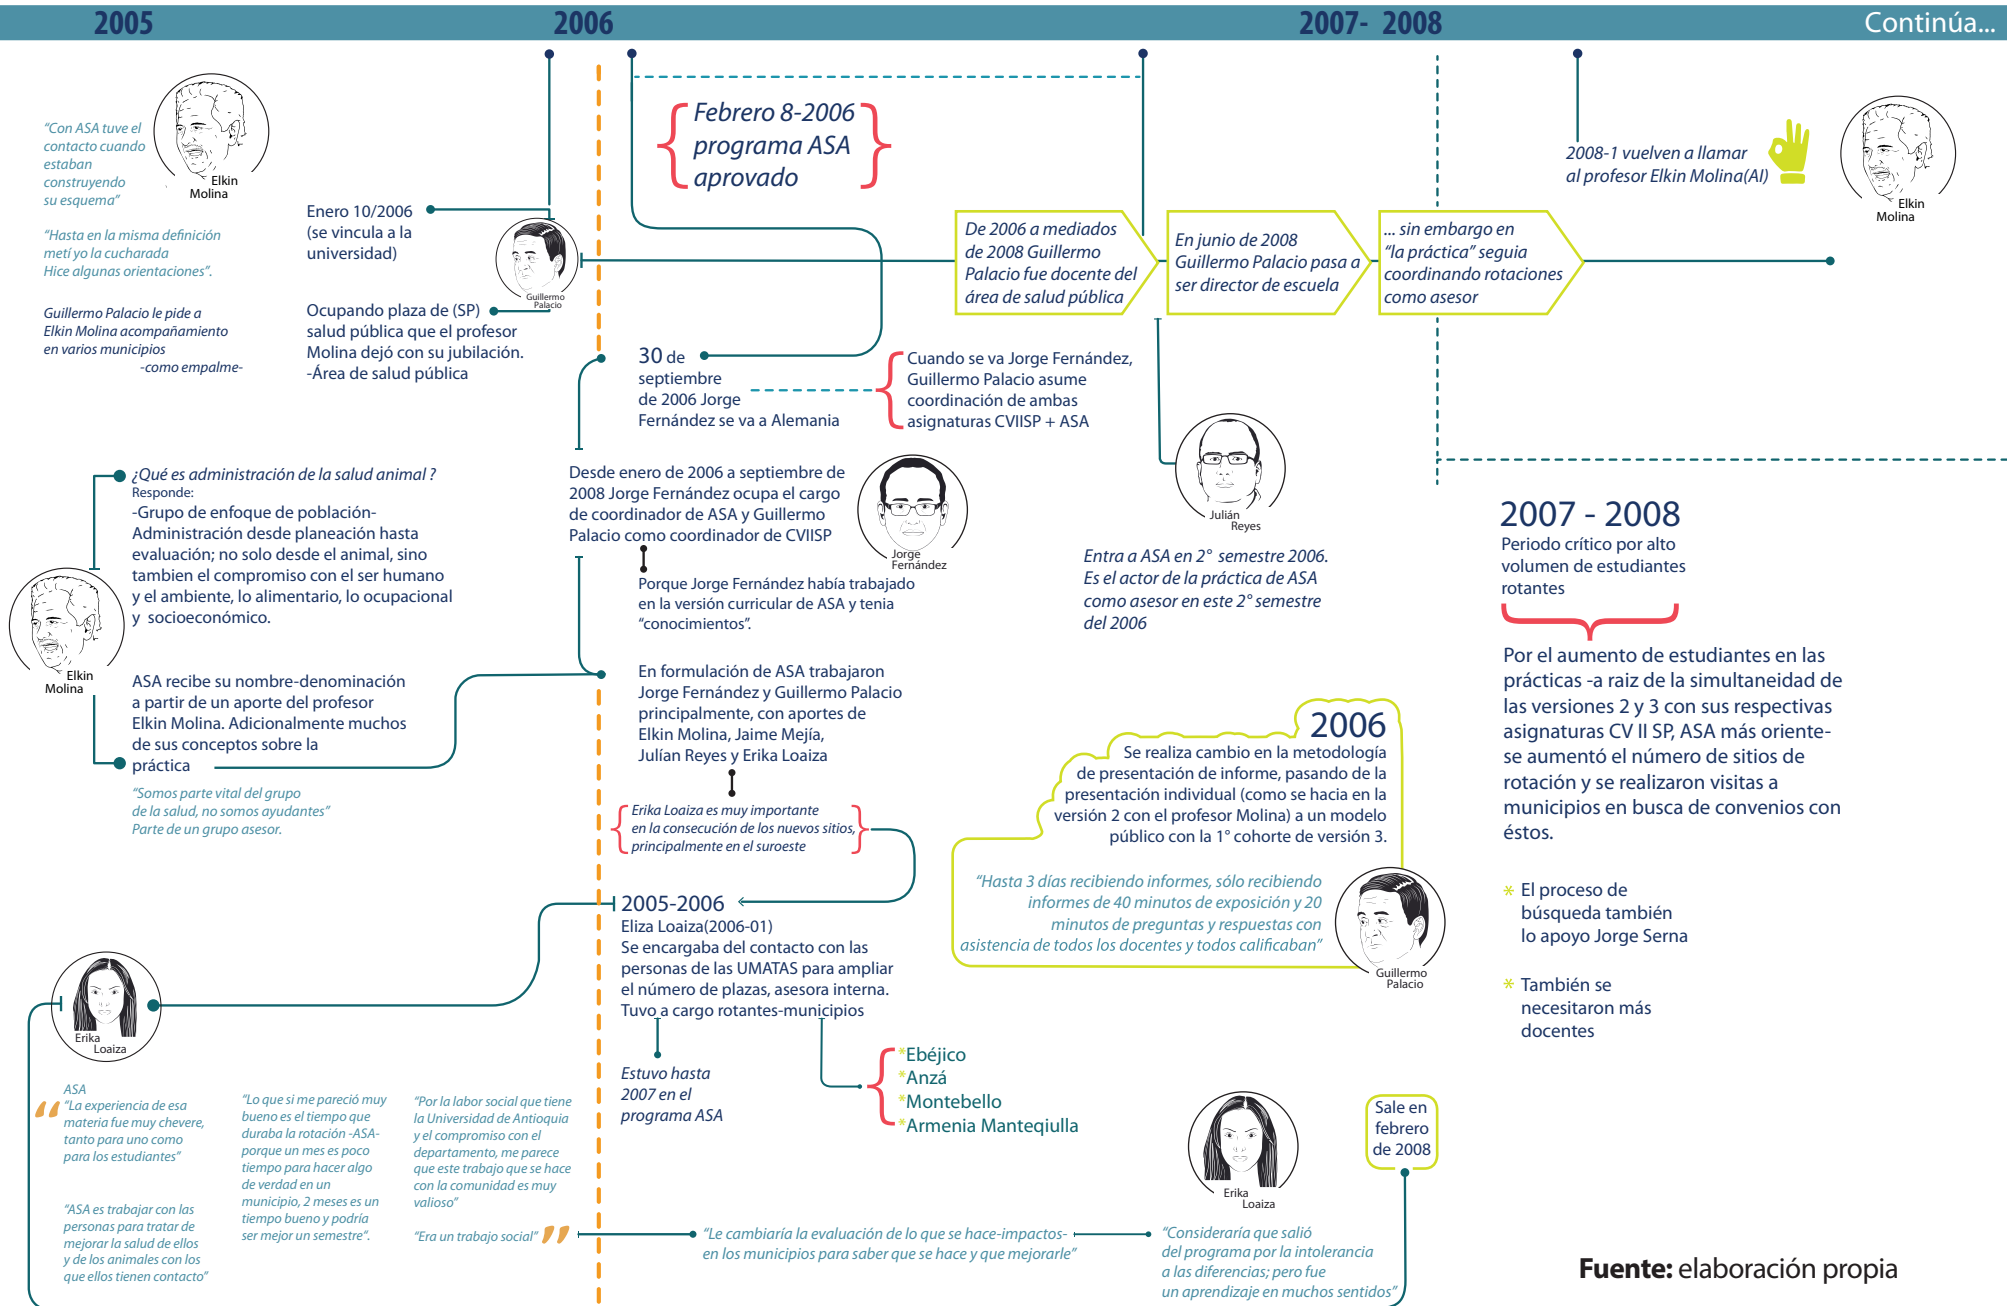 2005
2006
2007- 2008
Continúa...
“Con ASA tuve el
contacto cuando
estaban
construyendo
su esquema”
Elkin
Molina
“Hasta en la misma definición
metí yo la cucharada
Hice algunas orientaciones”.
Guillermo Palacio le pide a
Elkin Molina acompañamiento
en varios municipios
-como empalme-
Enero 10/2006
(se vincula a la
universidad)
Guillermo
Palacio
Ocupando plaza de (SP)
salud pública que el profesor
Molina dejó con su jubilación.
-Área de salud pública
Febrero 8-2006
programa ASA
aprovado
De 2006 a mediados
de 2008 Guillermo
Palacio fue docente del
área de salud pública
En junio de 2008
Guillermo Palacio pasa a
ser director de escuela
... sin embargo en
“la práctica” seguia
coordinando rotaciones
como asesor
2008-1 vuelven a llamar
al profesor Elkin Molina(AI)
Elkin
Molina
30 de
septiembre
de 2006 Jorge
Fernández se va a Alemania
Cuando se va Jorge Fernández,
Guillermo Palacio asume
coordinación de ambas
asignaturas CVIISP + ASA
¿Qué es administración de la salud animal ?
Responde:
-Grupo de enfoque de población-
Administración desde planeación hasta
evaluación; no solo desde el animal, sino
tambien el compromiso con el ser humano
y el ambiente, lo alimentario, lo ocupacional
y socioeconómico.
Elkin
Molina
ASA recibe su nombre-denominación
a partir de un aporte del profesor
Elkin Molina. Adicionalmente muchos
de sus conceptos sobre la
práctica
“Somos parte vital del grupo
de la salud, no somos ayudantes”
Parte de un grupo asesor.
Desde enero de 2006 a septiembre de
2008 Jorge Fernández ocupa el cargo
de coordinador de ASA y Guillermo
Palacio como coordinador de CVIISP
Jorge
Fernández
Porque Jorge Fernández había trabajado
en la versión curricular de ASA y tenia
“conocimientos”.
En formulación de ASA trabajaron
Jorge Fernández y Guillermo Palacio
principalmente, con aportes de
Elkin Molina, Jaime Mejía,
Julían Reyes y Erika Loaiza
Erika Loaiza es muy importante
en la consecución de los nuevos sitios,
principalmente en el suroeste
2005-2006
Eliza Loaiza(2006-01)
Se encargaba del contacto con las
personas de las UMATAS para ampliar
el número de plazas, asesora interna.
Tuvo a cargo rotantes-municipios
Estuvo hasta
2007 en el
programa ASA
*Ebéjico
*Anzá
*Montebello
*Armenia Manteqiulla
Julián
Reyes
Entra a ASA en 2° semestre 2006.
Es el actor de la práctica de ASA
como asesor en este 2° semestre
del 2006
2006
Se realiza cambio en la metodología
de presentación de informe, pasando de la
presentación individual (como se hacia en la
versión 2 con el profesor Molina) a un modelo
público con la 1° cohorte de versión 3.
“Hasta 3 días recibiendo informes, sólo recibiendo
informes de 40 minutos de exposición y 20
minutos de preguntas y respuestas con
asistencia de todos los docentes y todos calificaban”
Guillermo
Palacio
2007 - 2008
Periodo crítico por alto
volumen de estudiantes
rotantes
Por el aumento de estudiantes en las
prácticas -a raiz de la simultaneidad de
las versiones 2 y 3 con sus respectivas
asignaturas CV II SP, ASA más oriente-
se aumentó el número de sitios de
rotación y se realizaron visitas a
municipios en busca de convenios con
éstos.
* El proceso de
búsqueda también
lo apoyo Jorge Serna
* También se
necesitaron más
docentes
Erika
Loaiza
ASA
“La experiencia de esa
materia fue muy chevere,
tanto para uno como
para los estudiantes”
“ASA es trabajar con las
personas para tratar de
mejorar la salud de ellos
y de los animales con los
que ellos tienen contacto”
“Lo que si me pareció muy
bueno es el tiempo que
duraba la rotación -ASA-
porque un mes es poco
tiempo para hacer algo
de verdad en un
municipio, 2 meses es un
tiempo bueno y podría
ser mejor un semestre”.
“Por la labor social que tiene
la Universidad de Antioquia
y el compromiso con el
departamento, me parece
que este trabajo que se hace
con la comunidad es muy
valioso”
“Era un trabajo social”
“Le cambiaría la evaluación de lo que se hace-impactos-
en los municipios para saber que se hace y que mejorarle”
Erika
Loaiza
“Consideraría que salió
del programa por la intolerancia
a las diferencias; pero fue
un aprendizaje en muchos sentidos”
Sale en
febrero
de 2008
Fuente: elaboración propia